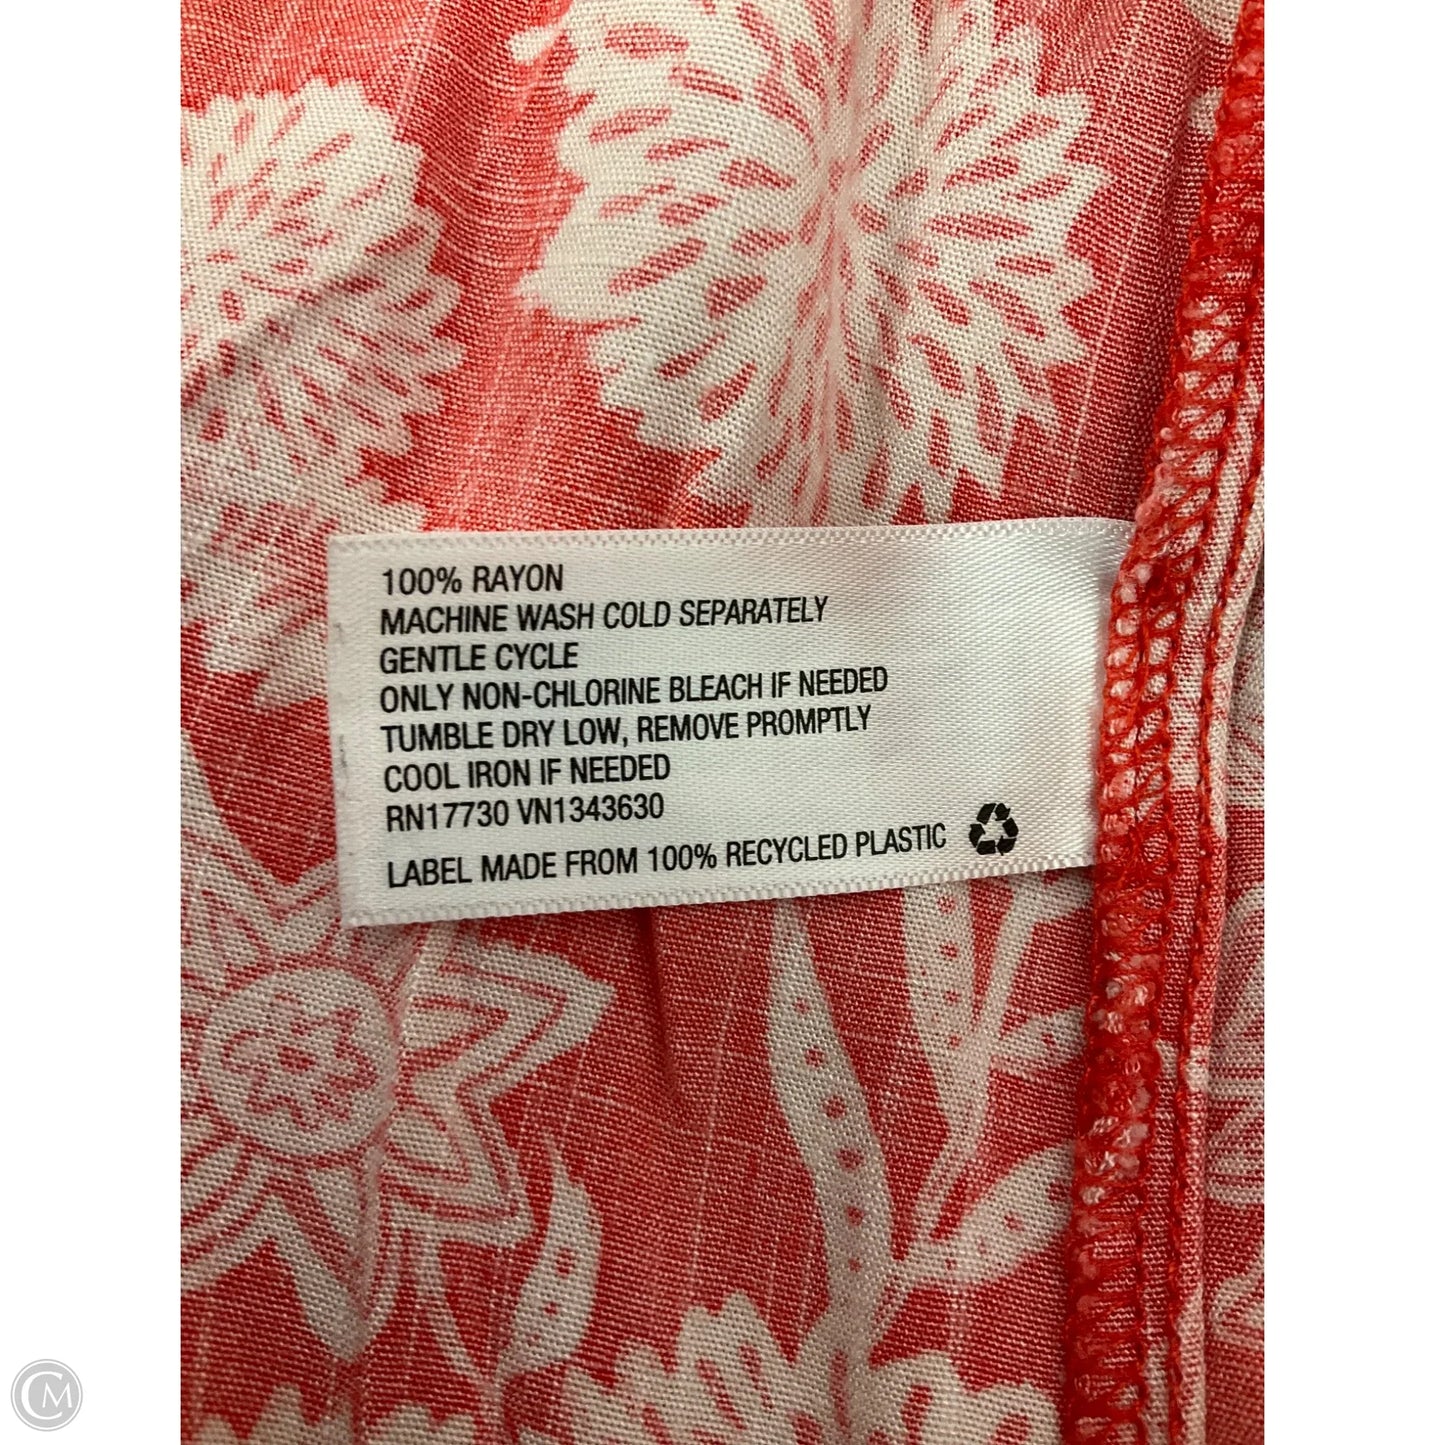 100% RAYON
MACHINE WASH COLD SEPARATELY
GENTLE CYCLE
ONLY NON-CHLORINE BLEACH IF NEEDED
TUMBLE DRY LOW, REMOVE PROMPTLY
COOL IRON IF NEEDED
RN17730 VN1343630
LABEL MADE FROM 100% RECYCLED PLASTIC
CM